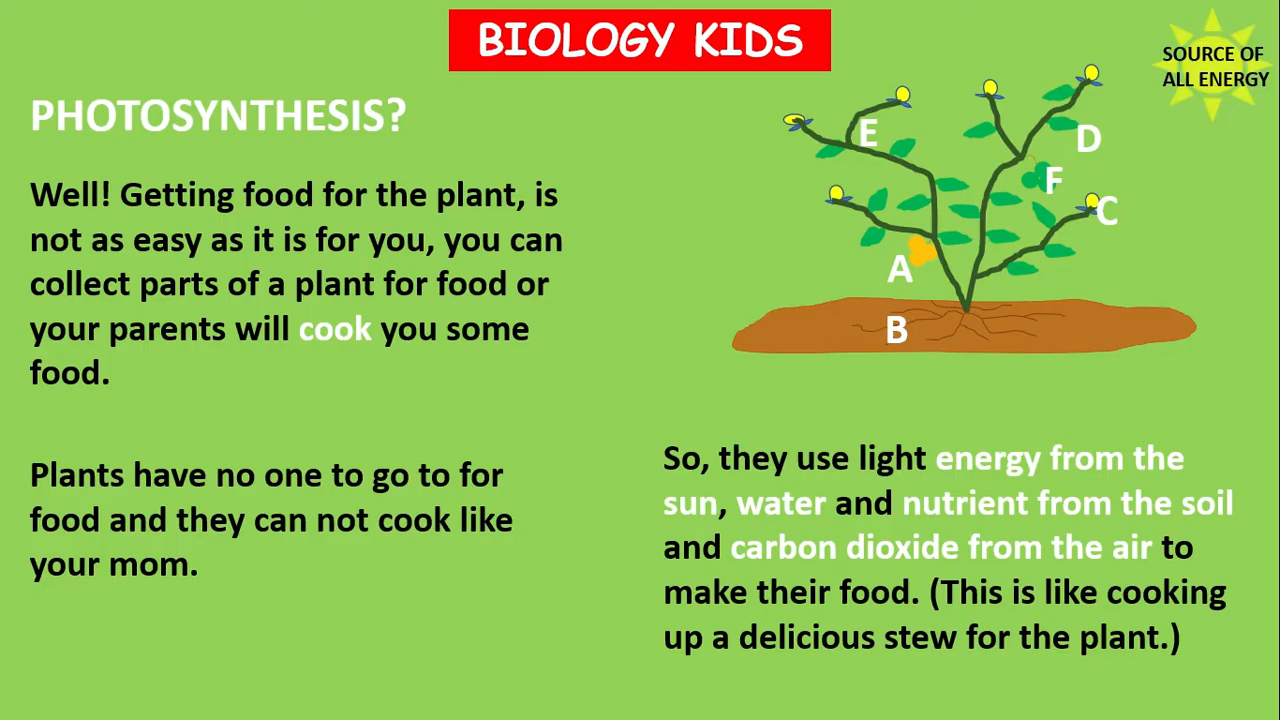 BIOLOGY KIDS
SOURCE OF
ALL ENERGY
PHOTOSYNTHESIS?
Well! Getting food for the plant, is
not as easy as it is for you, you can
collect parts of a plant for food or
your parents will cook you some
food.
Plants have no one to go to for
food and they can not cook like
your mom.
E
D
F
C
A
B
So, they use light energy from the
sun, water and nutrient from the soil
and carbon dioxide from the air to
make their food. (This is like cooking
up a delicious stew for the plant.)